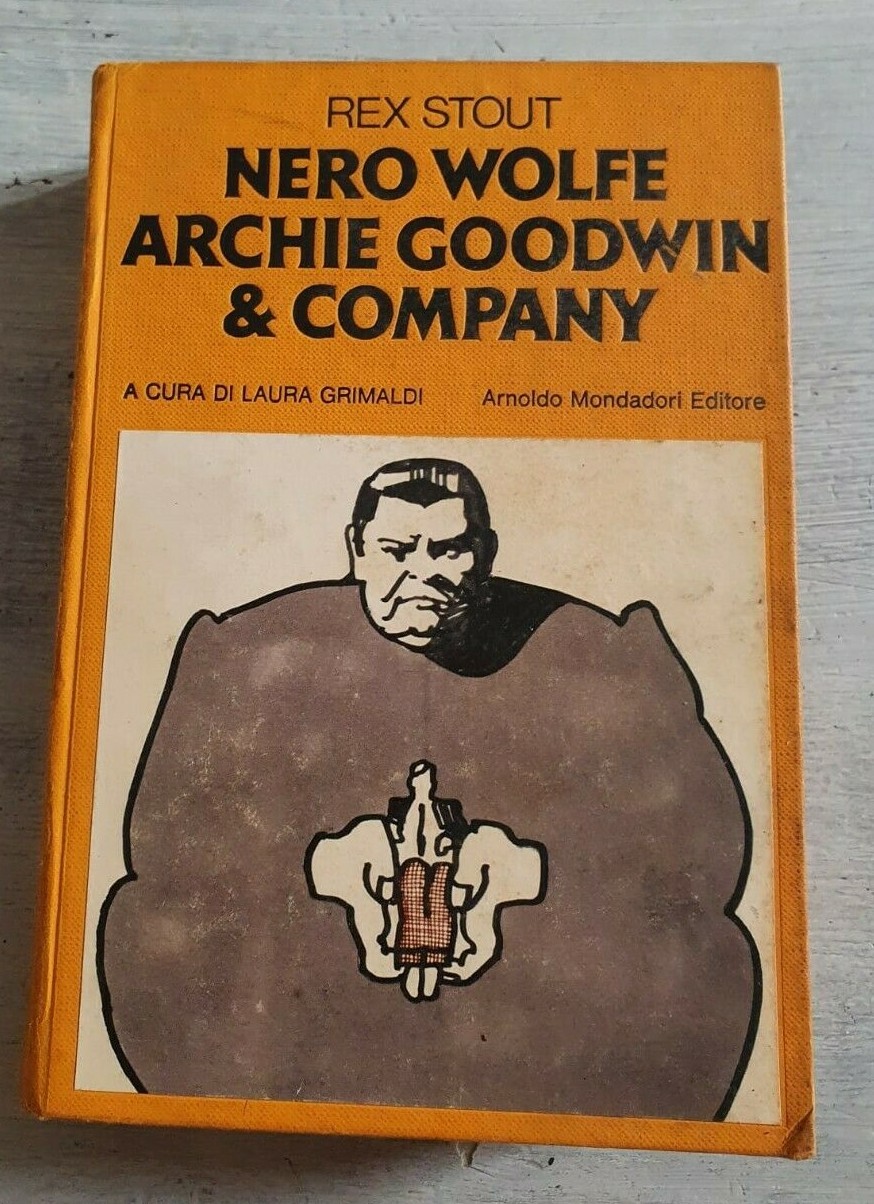 REX STOUT
NERO WOLFE
ARCHIE GOODWIN
& COMPANY
A CURA DI LAURA GRIMALDI Arnoldo Mondadori Editore